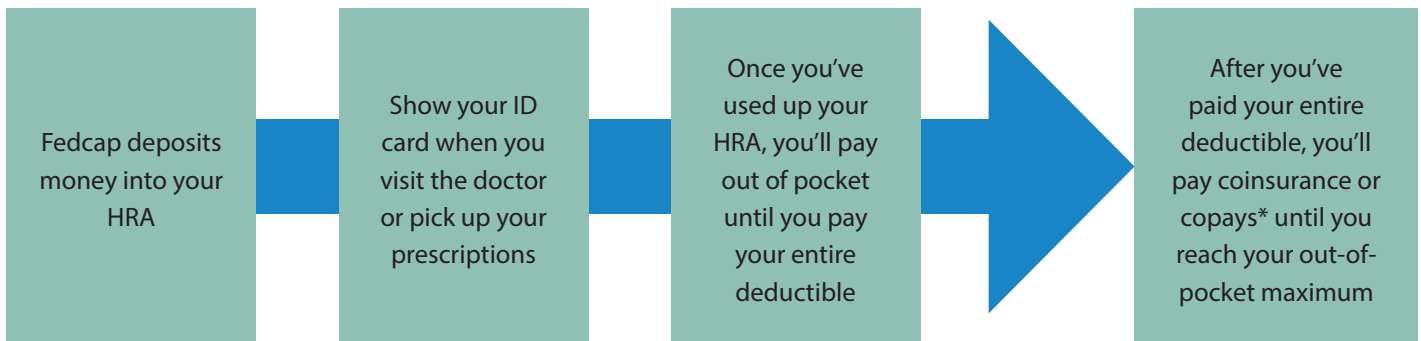 Fedcap deposits
money into your
HRA
Show your ID
card when you
visit the doctor
or pick up your
prescriptions
Once you’ve
used up your
HRA, you’ll pay
out of pocket
until you pay
your entire
deductible
After you’ve
paid your entire
deductible, you’ll
pay coinsurance or
copays* until you
reach your out-of-
pocket maximum